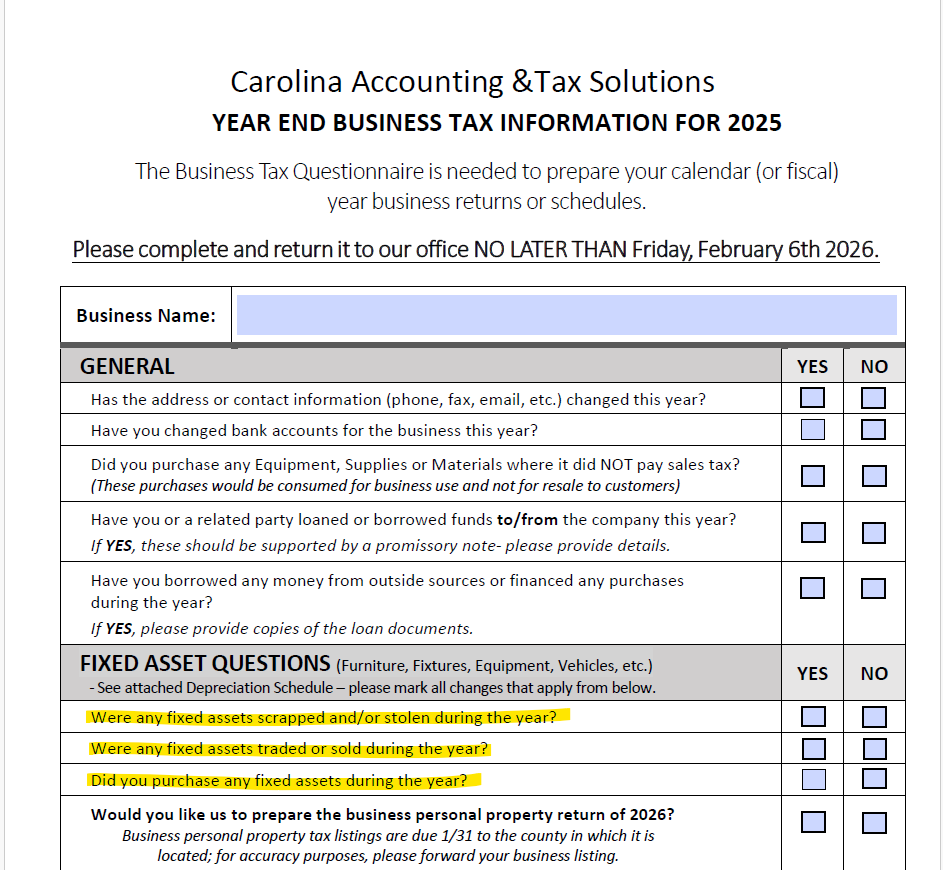 Carolina Accounting &Tax Solutions
YEAR END BUSINESS TAX INFORMATION FOR 2025
The Business Tax Questionnaire is needed to prepare your calendar (or fiscal)
year business returns or schedules.
Please complete and return it to our office NO LATER THAN Friday, February 6th 2026.
Business Name:
GENERAL YES NO
Has the address or contact information (phone, fax, email, etc.) changed this year?
Have you changed bank accounts for the business this year?
Did you purchase any Equipment, Supplies or Materials where it did NOT pay sales tax?
(These purchases would be consumed for business use and not for resale to customers)
Have you or a related party loaned or borrowed funds to/from the company this year?
If YES, these should be supported by a promissory note- please provide details.
Have you borrowed any money from outside sources or financed any purchases
during the year?
If YES, please provide copies of the loan documents.
FIXED ASSET QUESTIONS (Furniture, Fixtures, Equipment, Vehicles, etc.) YES NO
- See attached Depreciation Schedule – please mark all changes that apply from below.
Were any fixed assets scrapped and/or stolen during the year?
Were any fixed assets traded or sold during the year?
Did you purchase any fixed assets during the year?
Would you like us to prepare the business personal property return of 2026?
Business personal property tax listings are due 1/31 to the county in which it is
located; for accuracy purposes, please forward your business listing.